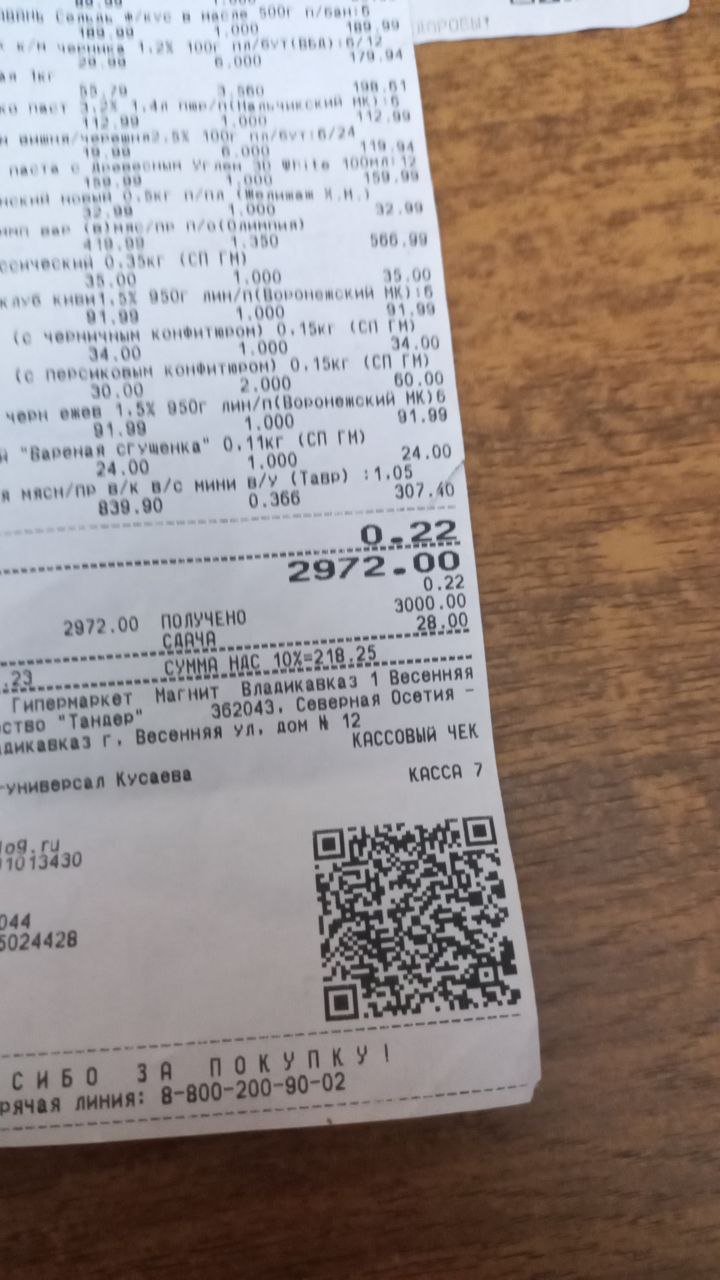 Сельдь ф/кус в масле 500г п/бан:6
189.99 1.000 189.99
к/н черника 1.2% 100г пл/бут(ВБД):6/12
29.99 6.000 179.94
ая 1кг
55.79 3.560 198.61
ко паст 3.2% 1.4л пюр/п(Нальчикский МК):6
112.99 1.000 112.99
н вишня/черешня2.5% 100г пл/бут:6/24
19.99 6.000 119.94
паста с Древесным Углем 3D White 100мл:12
159.99 1.000 159.99
нский новый 0.5кг п/пл (Желижаш Х.М.)
32.99 1.000 32.99
вар (в)мяс/пр п/о(Олимпия)
419.99 1.350 566.99
ссический 0.35кг (СП ГМ)
35.00 1.000 35.00
клуб киви1.5% 950г лин/п(Воронежский МК):6
91.99 1.000 91.99
(с черничным конфитюром) 0.15кг (СП ГМ)
34.00 1.000 34.00
(с персиковым конфитюром) 0.15кг (СП ГМ)
30.00 2.000 60.00
черн ежев 1.5% 950г лин/п(Воронежский МК)6
91.99 1.000 91.99
й "Вареная сгущенка" 0.11кг (СП ГМ)
24.00 1.000 24.00
я мясн/пр в/к в/с мини в/у (Тавр) :1.05
839.90 0.366 307.40
0.22
2972.00
0.22
2972.00 ПОЛУЧЕНО 3000.00
СДАЧА 28.00
.23 СУММА НДС 10%=218.25
Гипермаркет Магнит Владикавказ 1 Весенняя
ство "Тандер" 362043, Северная Осетия -
адикавказ г, Весенняя ул, дом № 12
КАССОВЫЙ ЧЕК
-универсал Кусаева КАССА 7
log.ru
11013430
044
5024428
СИБО ЗА ПОКУПКУ!
рячая линия: 8-800-200-90-02